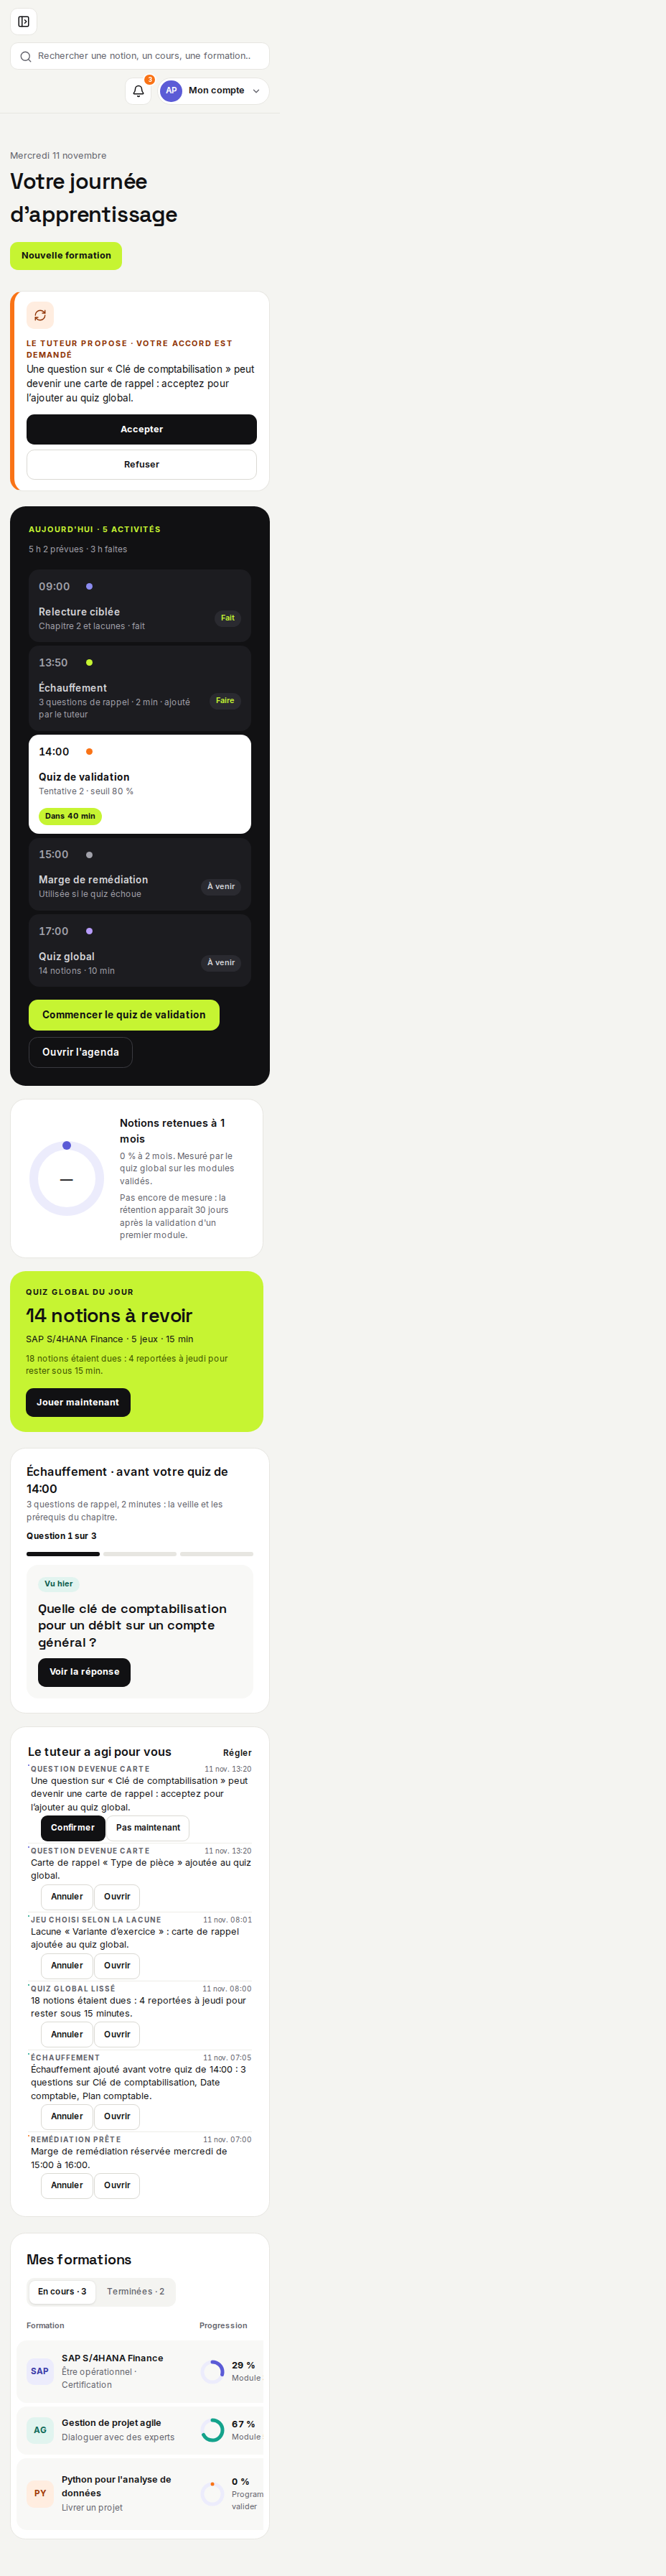 Rechercher une notion, un cours, une formation..
3
AP
Mon compte
Mercredi 11 novembre
Votre journée
d’apprentissage
Nouvelle formation
LE TUTEUR PROPOSE · VOTRE ACCORD EST
DEMANDÉ
Une question sur « Clé de comptabilisation » peut
devenir une carte de rappel : acceptez pour
l’ajouter au quiz global.
Accepter
Refuser
AUJOURD'HUI · 5 ACTIVITÉS
5 h 2 prévues · 3 h faites
09:00
Relecture ciblée
Chapitre 2 et lacunes · fait
Fait
13:50
Échauffement
3 questions de rappel · 2 min · ajouté
par le tuteur
Faire
14:00
Quiz de validation
Tentative 2 · seuil 80 %
Dans 40 min
15:00
Marge de remédiation
Utilisée si le quiz échoue
À venir
17:00
Quiz global
14 notions · 10 min
À venir
Commencer le quiz de validation
Ouvrir l'agenda
—
Notions retenues à 1
mois
0 % à 2 mois. Mesuré par le
quiz global sur les modules
validés.
Pas encore de mesure : la
rétention apparaît 30 jours
après la validation d'un
premier module.
QUIZ GLOBAL DU JOUR
14 notions à revoir
SAP S/4HANA Finance · 5 jeux · 15 min
18 notions étaient dues : 4 reportées à jeudi pour
rester sous 15 min.
Jouer maintenant
Échauffement · avant votre quiz de
14:00
3 questions de rappel, 2 minutes : la veille et les
prérequis du chapitre.
Question 1 sur 3
Vu hier
Quelle clé de comptabilisation
pour un débit sur un compte
général ?
Voir la réponse
Le tuteur a agi pour vous
Régler
QUESTION DEVENUE CARTE
11 nov. 13:20
Une question sur « Clé de comptabilisation » peut
devenir une carte de rappel : acceptez pour
l’ajouter au quiz global.
Confirmer
Pas maintenant
QUESTION DEVENUE CARTE
11 nov. 13:20
Carte de rappel « Type de pièce » ajoutée au quiz
global.
Annuler
Ouvrir
JEU CHOISI SELON LA LACUNE
11 nov. 08:01
Lacune « Variante d’exercice » : carte de rappel
ajoutée au quiz global.
Annuler
Ouvrir
QUIZ GLOBAL LISSÉ
11 nov. 08:00
18 notions étaient dues : 4 reportées à jeudi pour
rester sous 15 minutes.
Annuler
Ouvrir
ÉCHAUFFEMENT
11 nov. 07:05
Échauffement ajouté avant votre quiz de 14:00 : 3
questions sur Clé de comptabilisation, Date
comptable, Plan comptable.
Annuler
Ouvrir
REMÉDIATION PRÊTE
11 nov. 07:00
Marge de remédiation réservée mercredi de
15:00 à 16:00.
Annuler
Ouvrir
Mes formations
En cours · 3
Terminées · 2
Formation
Progression
SAP
SAP S/4HANA Finance
Être opérationnel ·
Certification
29 %
Module
AG
Gestion de projet agile
Dialoguer avec des experts
67 %
Module
PY
Python pour l'analyse de
données
Livrer un projet
0 %
Program
valider